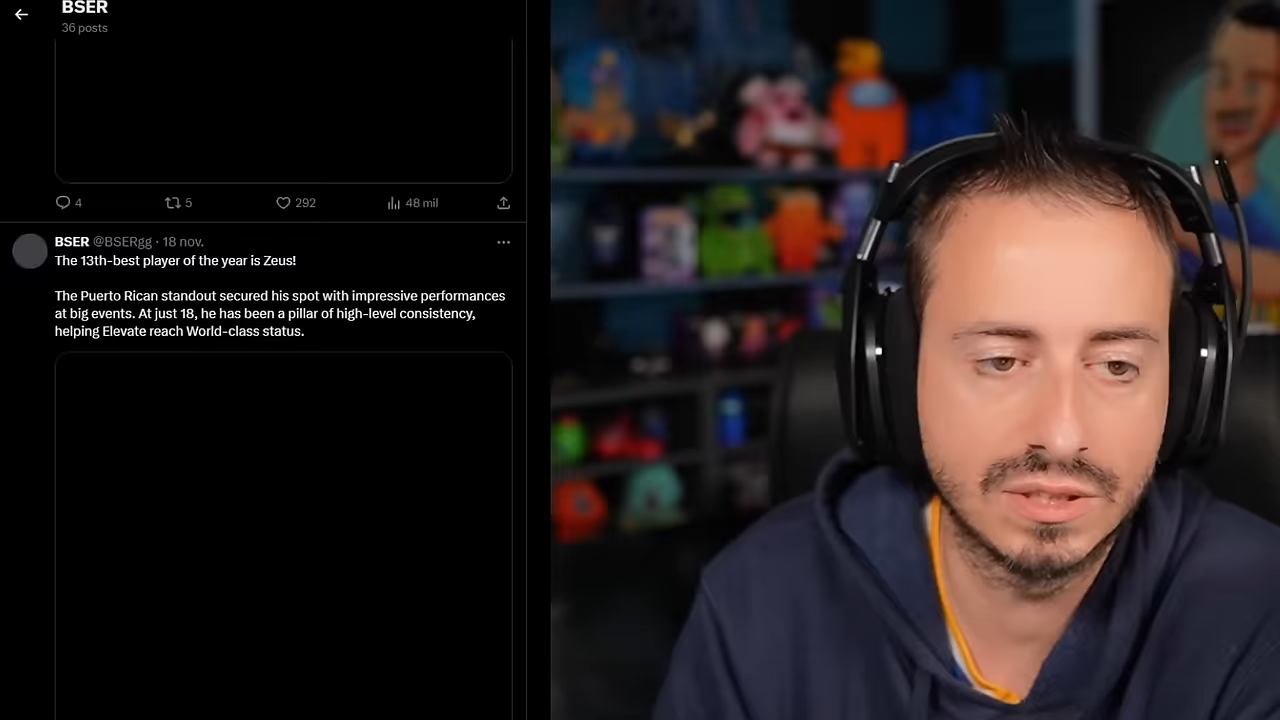 BSER
36 posts
4 5 292 48 mil
BSER @BSERgg · 18 nov.
The 13th-best player of the year is Zeus!
The Puerto Rican standout secured his spot with impressive performances
at big events. At just 18, he has been a pillar of high-level consistency,
helping Elevate reach World-class status.